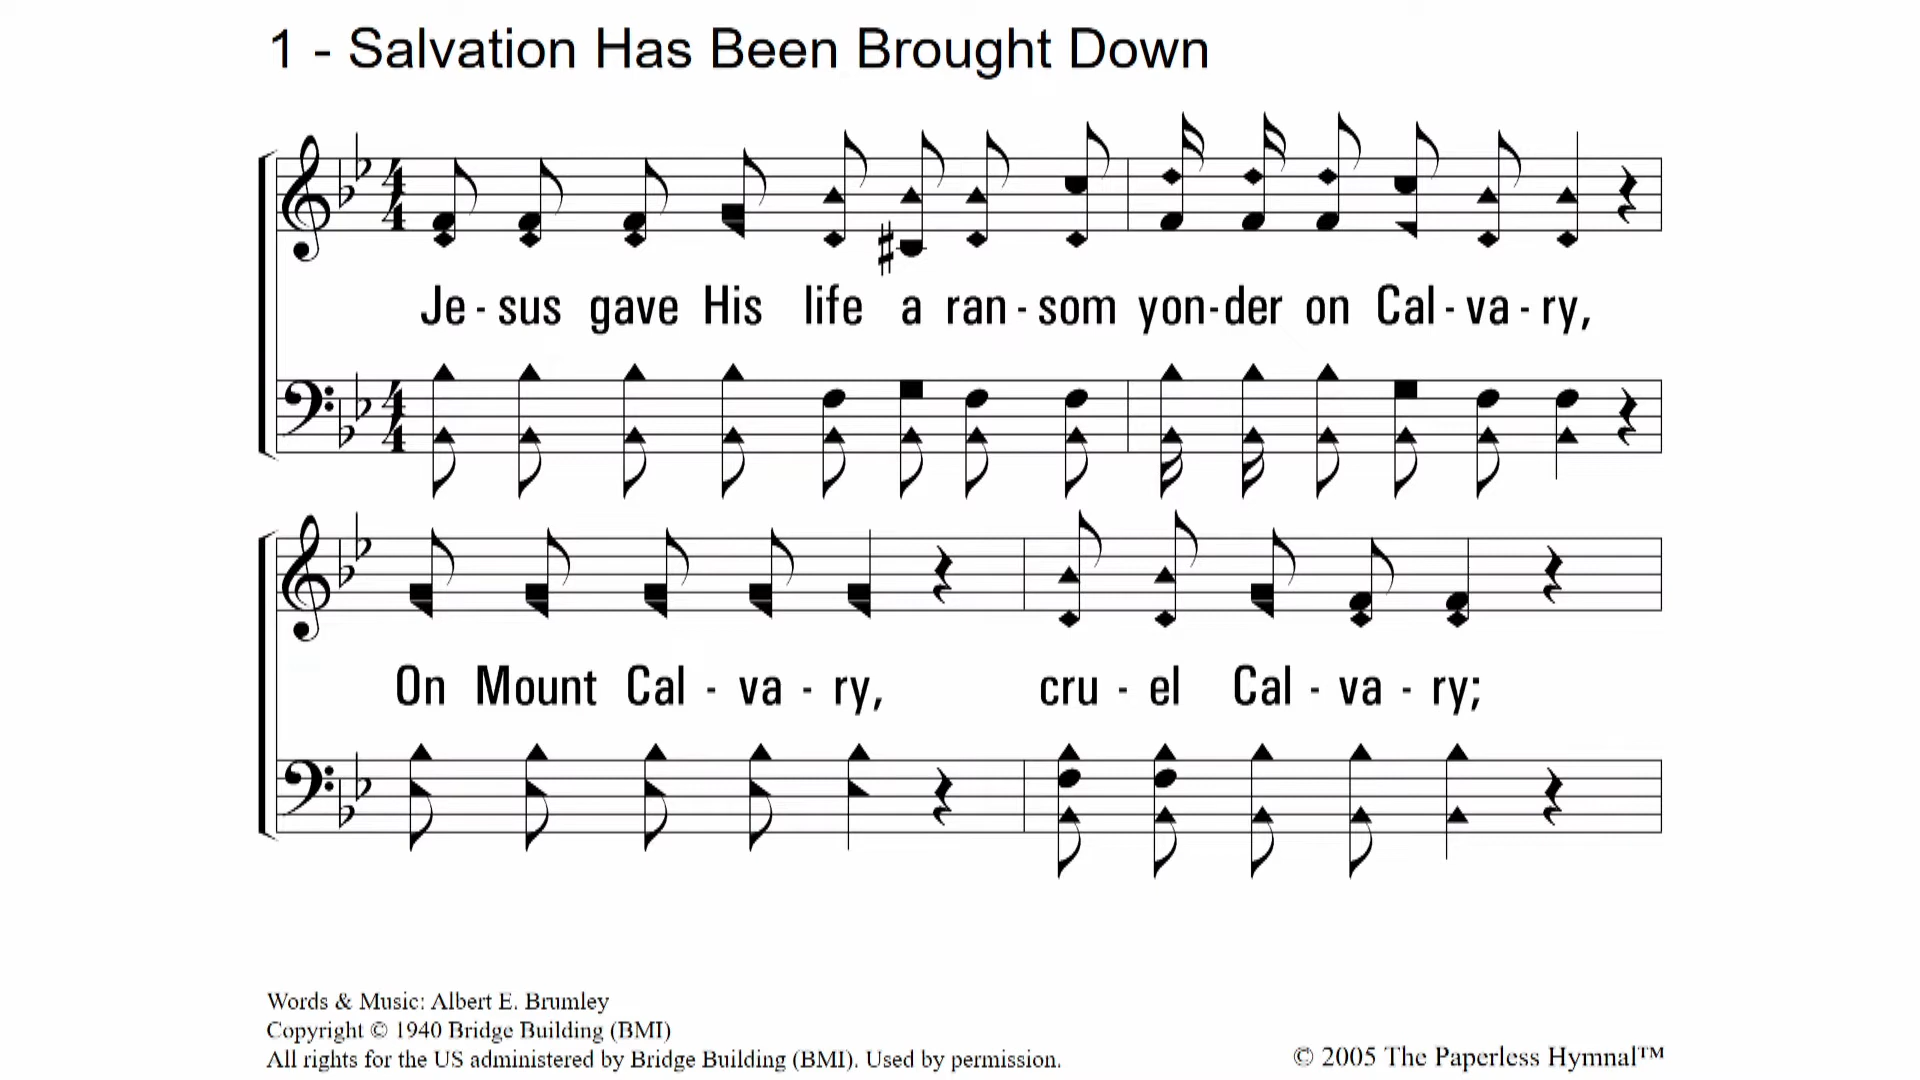 1 - Salvation Has Been Brought Down
Je - sus gave His life a ran - som yon-der on Cal - va - ry,
On Mount Cal - va - ry, cru - el Cal - va - ry;
Words & Music: Albert E. Brumley
Copyright © 1940 Bridge Building (BMI)
All rights for the US administered by Bridge Building (BMI). Used by permission.
© 2005 The Paperless Hymnal™